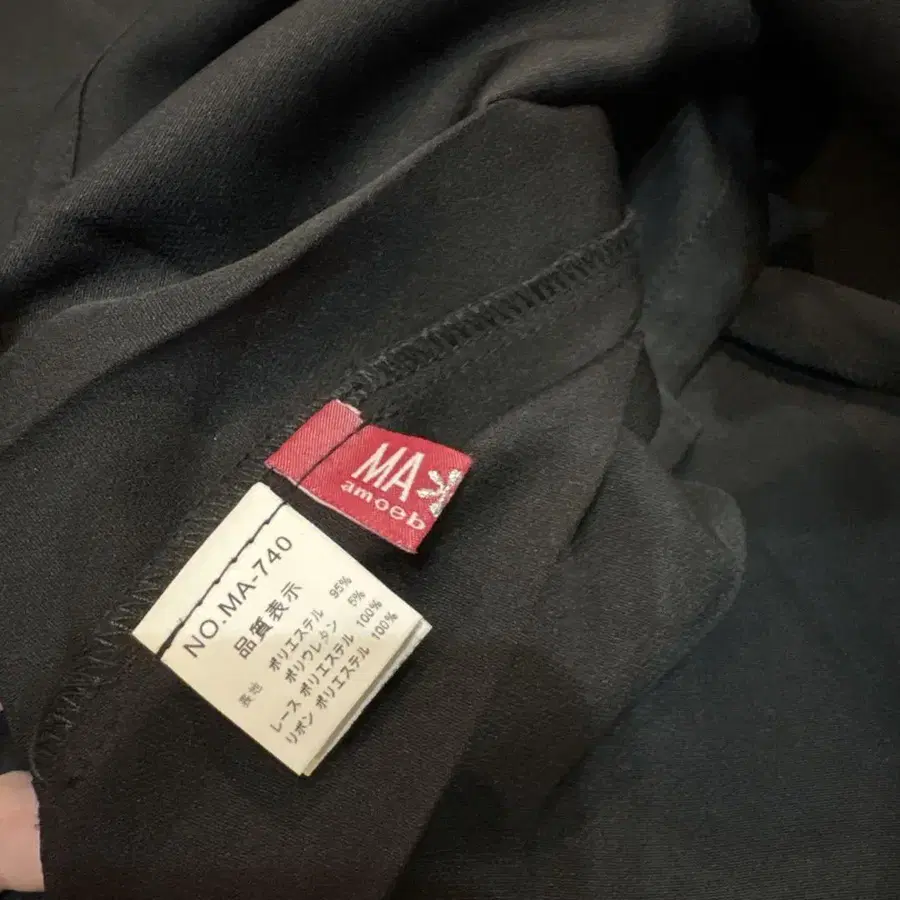 MA
amoeb
NO.MA-740
品質表示
表地 ポリエステル 95%
ポリウレタン 5%
レース ポリエステル 100%
リボン ポリエステル 100%